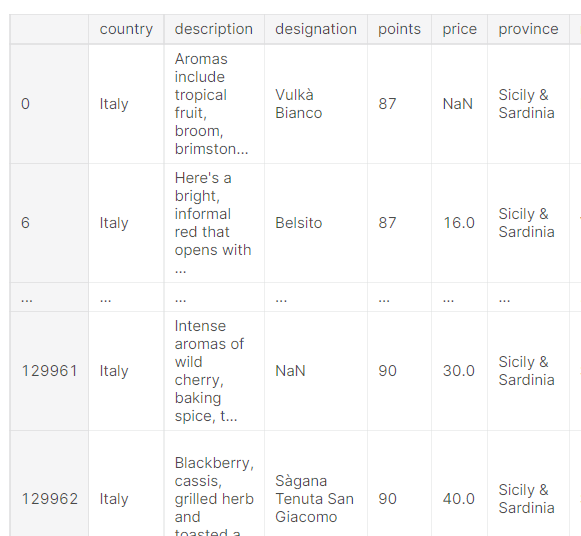 country description designation points price province
0 Italy Aromas include tropical fruit, broom, brimston... Vulkà Bianco 87 NaN Sicily & Sardinia
6 Italy Here's a bright, informal red that opens with ... Belsito 87 16.0 Sicily & Sardinia
... ... ... ... ... ... ...
129961 Italy Intense aromas of wild cherry, baking spice, t... NaN 90 30.0 Sicily & Sardinia
129962 Italy Blackberry, cassis, grilled herb and toasted a Sàgana Tenuta San Giacomo 90 40.0 Sicily & Sardinia